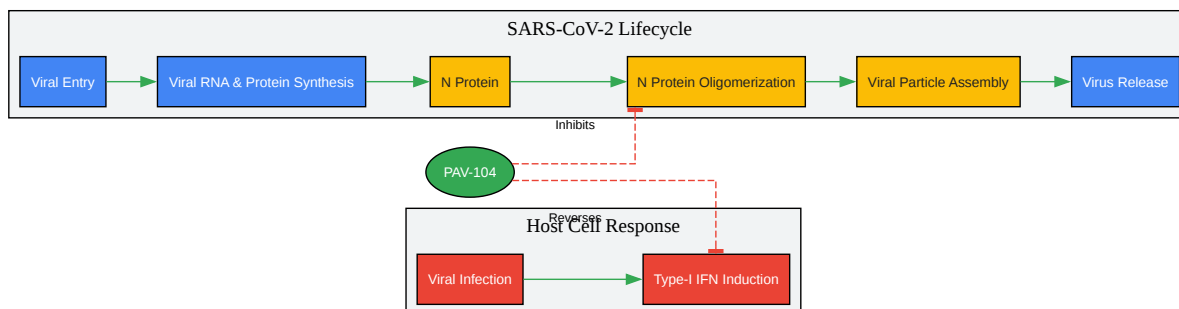 SARS-CoV-2 Lifecycle
Viral Entry
Viral RNA & Protein Synthesis
N Protein
N Protein Oligomerization
Viral Particle Assembly
Virus Release
Inhibits
PAV-104
Reverses
Host Cell Response
Viral Infection
Type-I IFN Induction